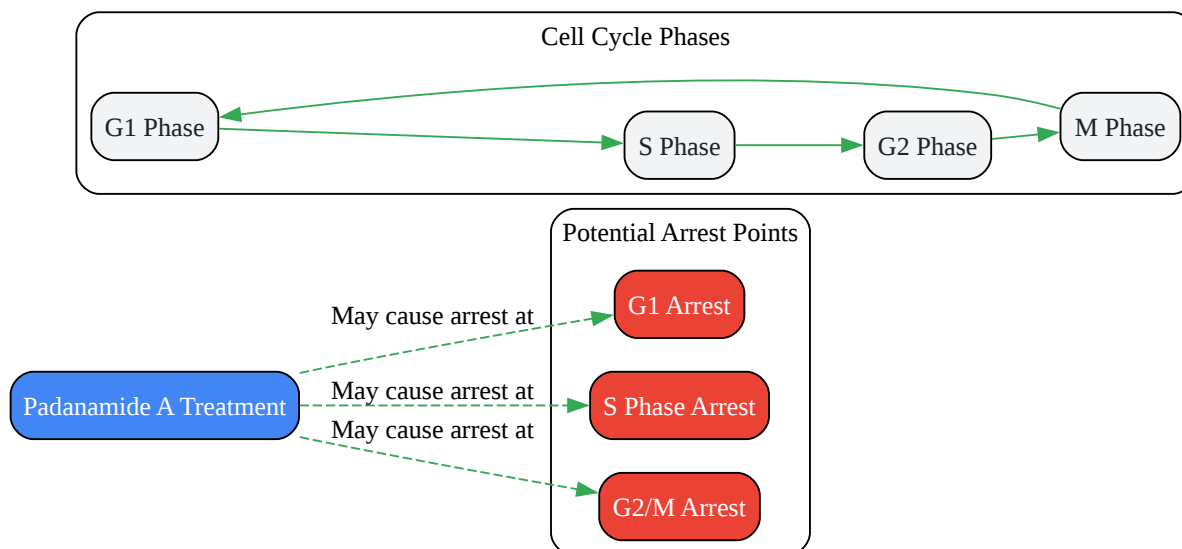 Cell Cycle Phases
G1 Phase
S Phase
G2 Phase
M Phase
Potential Arrest Points
G1 Arrest
May cause arrest at
Padanamide A Treatment
May cause arrest at
S Phase Arrest
May cause arrest at
G2/M Arrest